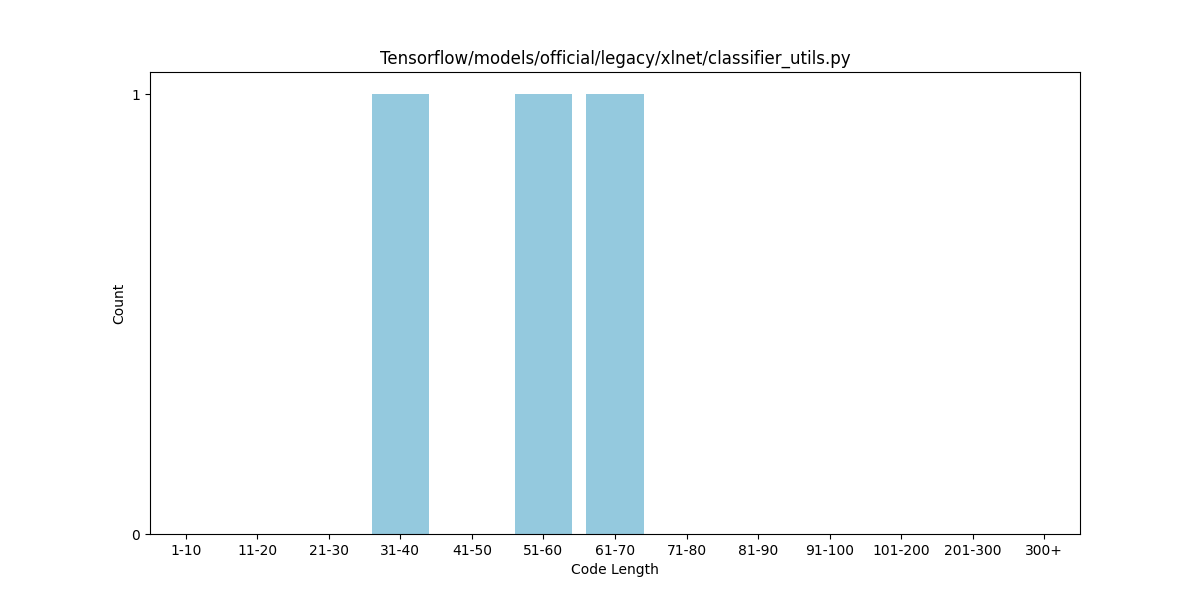 Tensorflow/models/official/legacy/xlnet/classifier_utils.py
1
Count
0
1-10 11-20 21-30 31-40 41-50 51-60 61-70 71-80 81-90 91-100 101-200 201-300 300+
Code Length